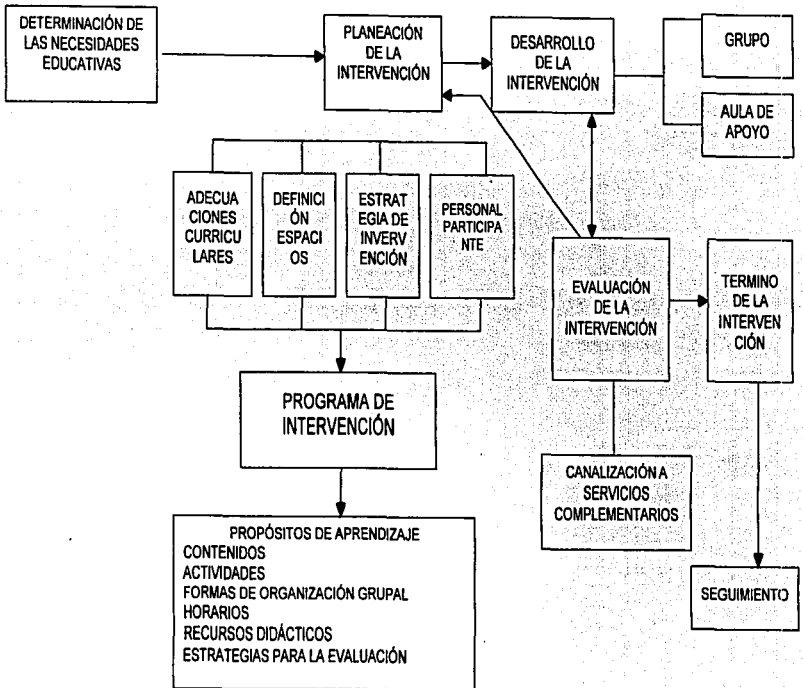 DETERMINACIÓN DE
LAS NECESIDADES
EDUCATIVAS
PLANEACIÓN
DE LA
INTERVENCIÓN
DESARROLLO
DE LA
INTERVENCIÓN
GRUPO
AULA DE
APOYO
ADECUA
CIONES
CURRICU
LARES
DEFINICI
ÓN
ESPACI
OS
ESTRAT
EGIA DE
INVERV
ENCIÓN
PERSONAL
PARTICIPA
NTE
EVALUACIÓN
DE LA
INTERVENCIÓN
TERMINO
DE LA
INTERVEN
CIÓN
PROGRAMA DE
INTERVENCIÓN
CANALIZACIÓN A
SERVICIOS
COMPLEMENTARIOS
SEGUIMIENTO
PROPÓSITOS DE APRENDIZAJE
CONTENIDOS
ACTIVIDADES
FORMAS DE ORGANIZACIÓN GRUPAL
HORARIOS
RECURSOS DIDÁCTICOS
ESTRATEGIAS PARA LA EVALUACIÓN